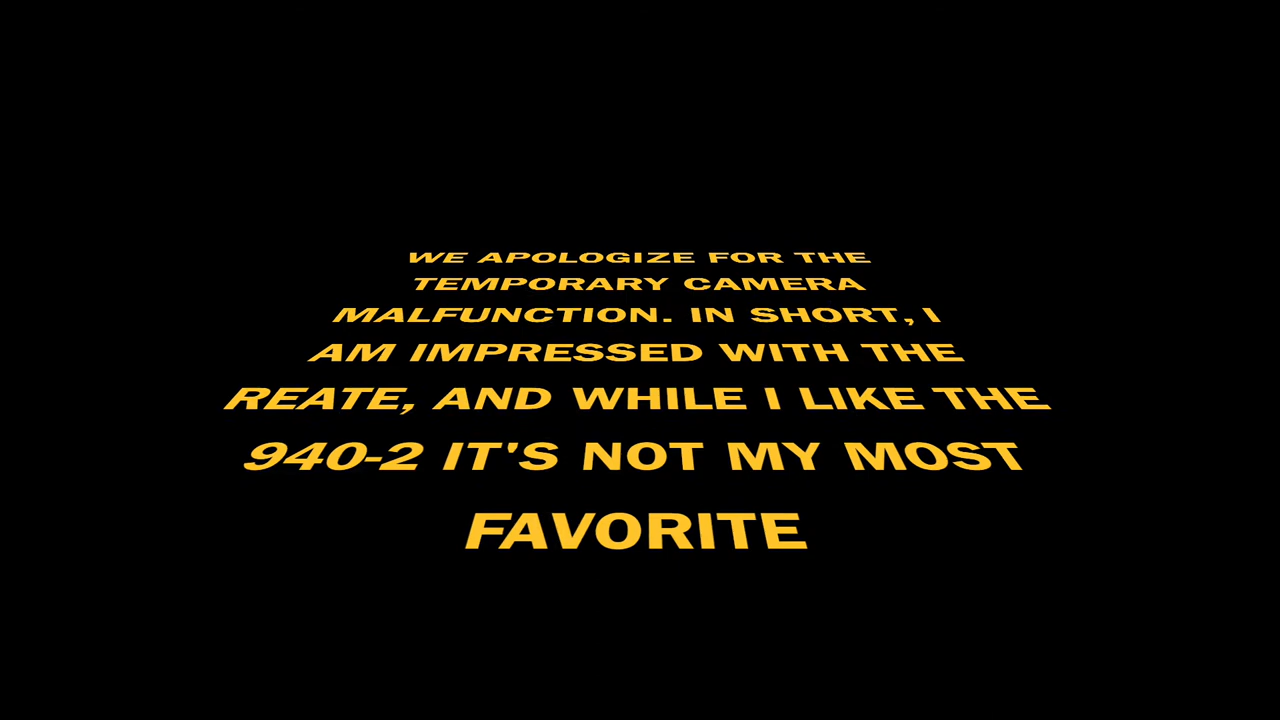 WE APOLOGIZE FOR THE
TEMPORARY CAMERA
MALFUNCTION. IN SHORT, I
AM IMPRESSED WITH THE
REATE, AND WHILE I LIKE THE
940-2 IT'S NOT MY MOST
FAVORITE